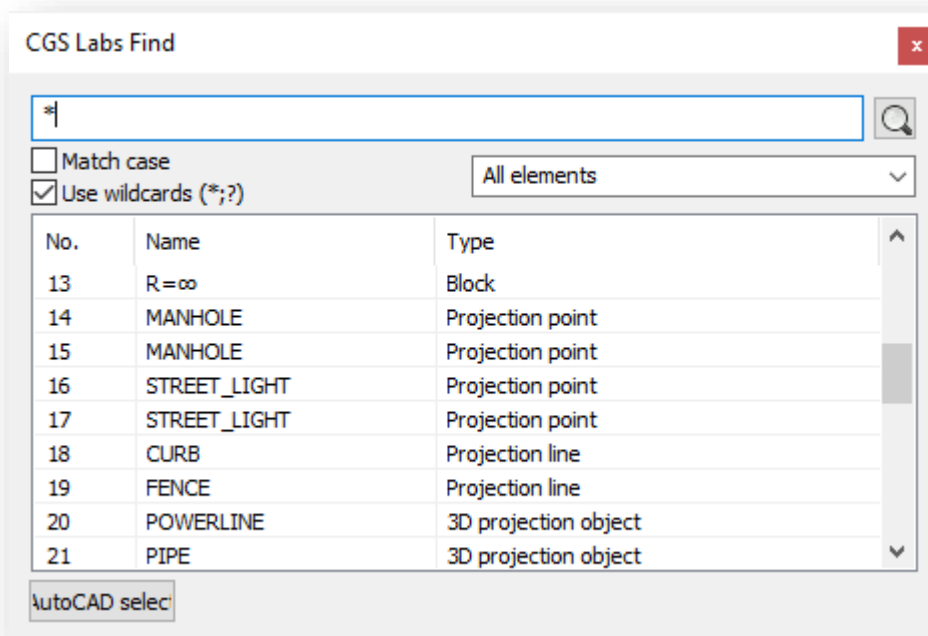 CGS Labs Find
x
*
Match case
All elements
Use wildcards (*;?)
No. Name Type
13 R=∞ Block
14 MANHOLE Projection point
15 MANHOLE Projection point
16 STREET_LIGHT Projection point
17 STREET_LIGHT Projection point
18 CURB Projection line
19 FENCE Projection line
20 POWERLINE 3D projection object
21 PIPE 3D projection object
AutoCAD select